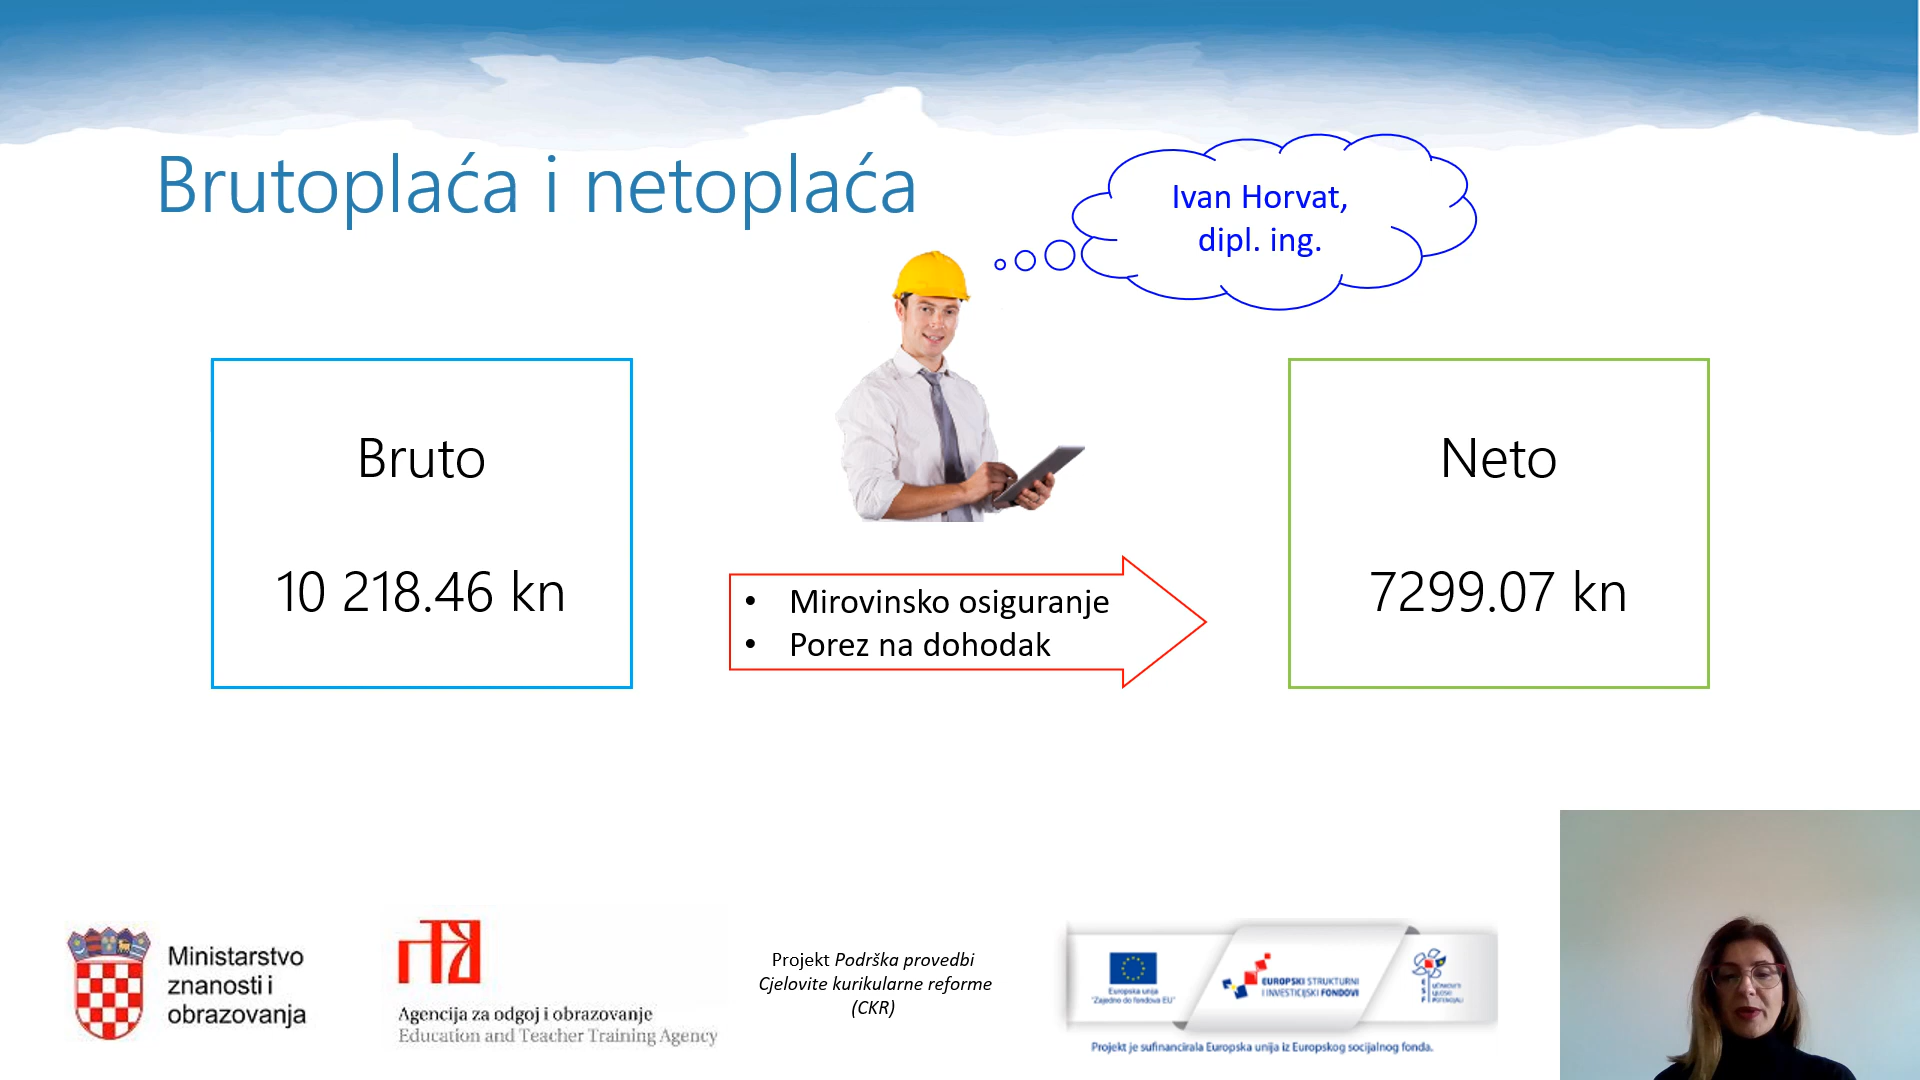 Brutoplaća i netoplaća
Ivan Horvat,
dipl. ing.
Bruto
10 218.46 kn
• Mirovinsko osiguranje
• Porez na dohodak
Neto
7299.07 kn
Ministarstvo
znanosti i
obrazovanja
Agencija za odgoj i obrazovanje
Education and Teacher Training Agency
Projekt Podrška provedbi
Cjelovite kurikularne reforme
(CKR)
Europska unija
"Zajedno do fondova EU"
EUROPSKI STRUKTURNI
I INVESTICIJSKI FONDOVI
Projekt je sufinancirala Europska unija iz Europskog socijalnog fonda.